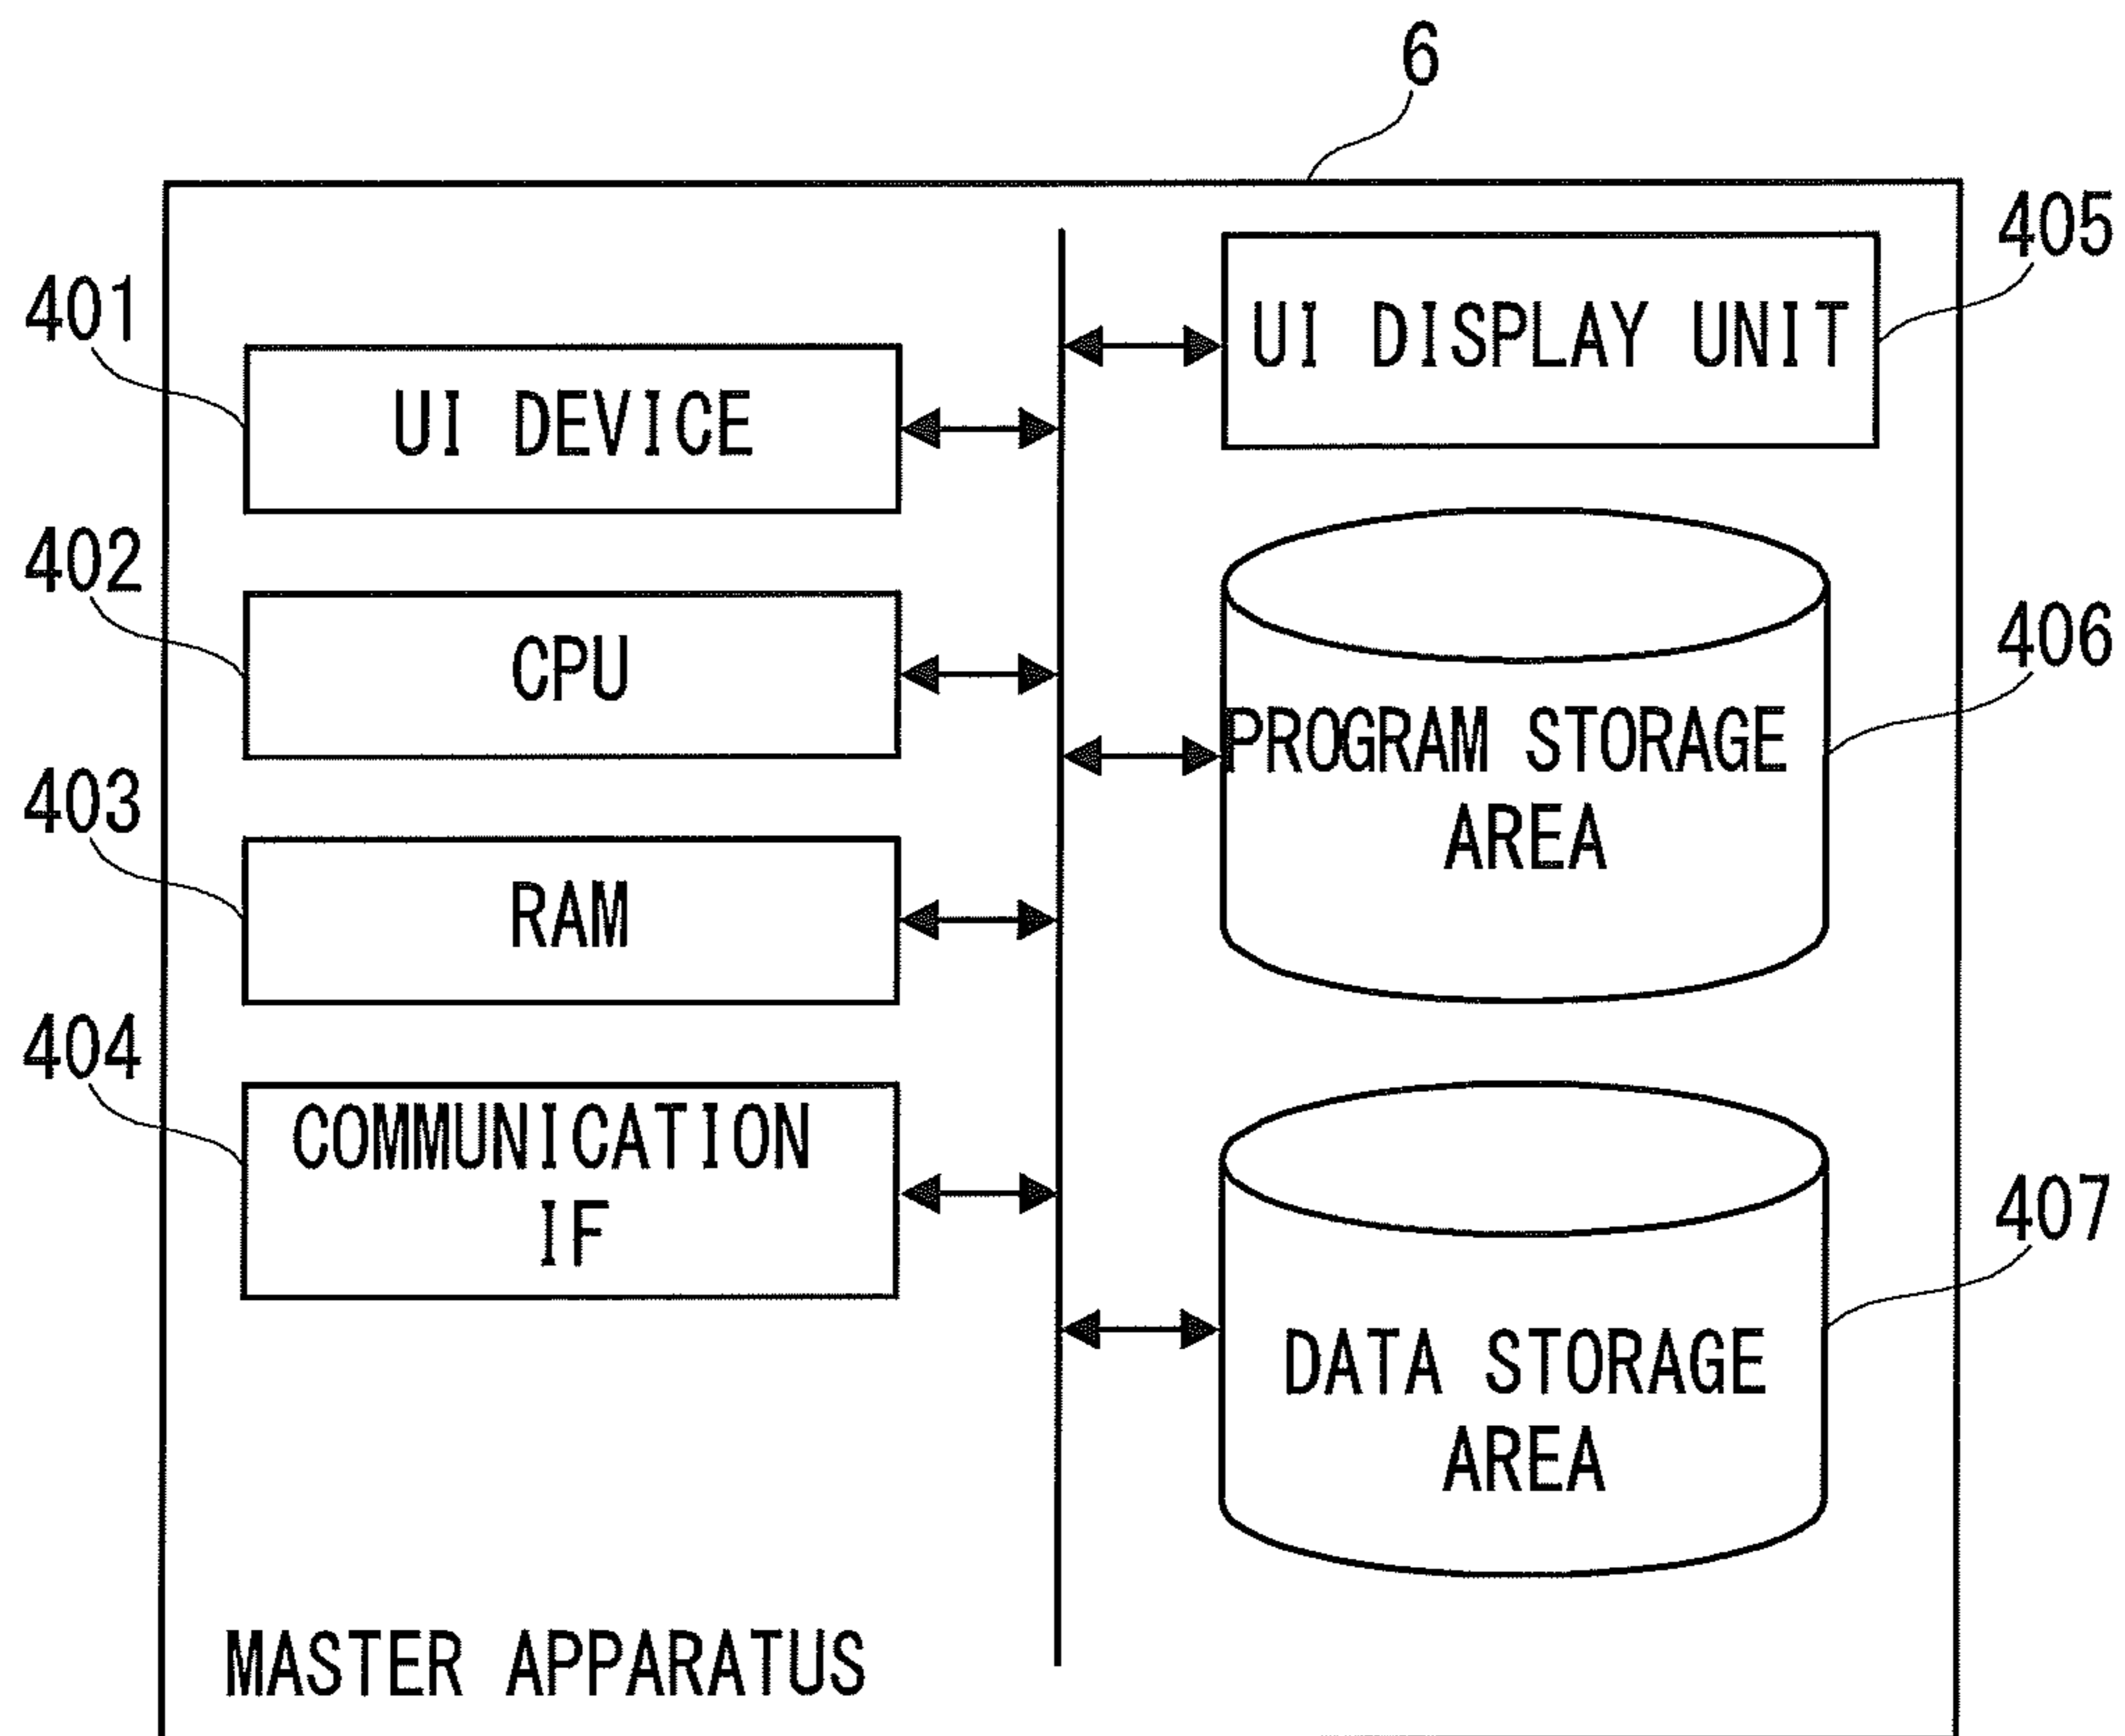 6
405
401
UI DISPLAY UNIT
UI DEVICE
402
CPU
406
PROGRAM STORAGE
AREA
403
RAM
404
COMMUNICATION
IF
407
DATA STORAGE
AREA
MASTER APPARATUS